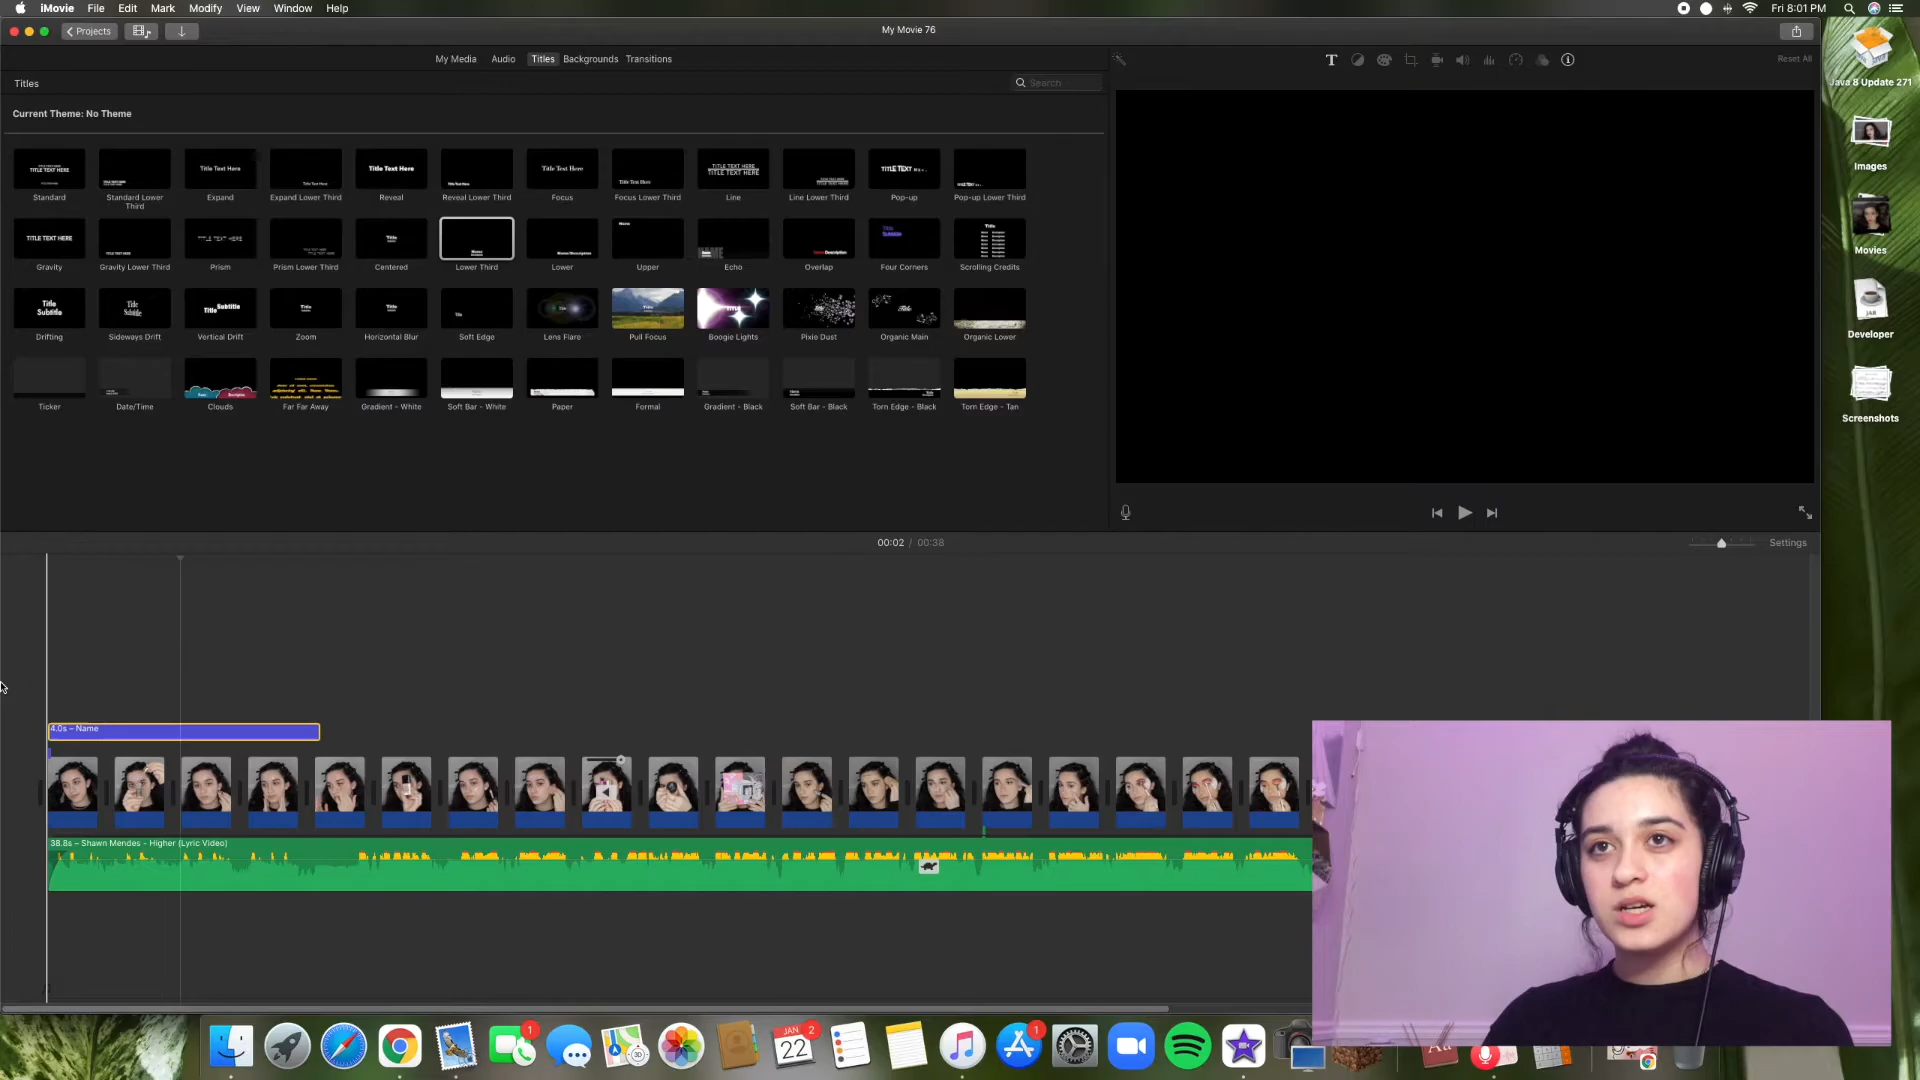 iMovie File Edit Mark Modify View Window Help
Fri 8:01 PM
Projects
My Movie 76
My Media Audio Titles Backgrounds Transitions
Reset All
Titles
Search
Current Theme: No Theme
Standard Standard Lower Third Expand Expand Lower Third Reveal Reveal Lower Third Focus Focus Lower Third Line Line Lower Third Pop-up Pop-up Lower Third
Gravity Gravity Lower Third Prism Prism Lower Third Centered Lower Third Lower Upper Echo Overlap Four Corners Scrolling Credits
Drifting Sideways Drift Vertical Drift Zoom Horizontal Blur Soft Edge Lens Flare Pull Focus Boogie Lights Pixie Dust Organic Main Organic Lower
Ticker Date/Time Clouds Far Far Away Gradient - White Soft Bar - White Paper Formal Gradient - Black Soft Bar - Black Torn Edge - Black Torn Edge - Tan
00:02 / 00:38
Settings
4.0s – Name
38.8s – Shawn Mendes - Higher (Lyric Video)
Java 8 Update 271
Images
Movies
JAR
Developer
Screenshots
1
JAN
22
2
1